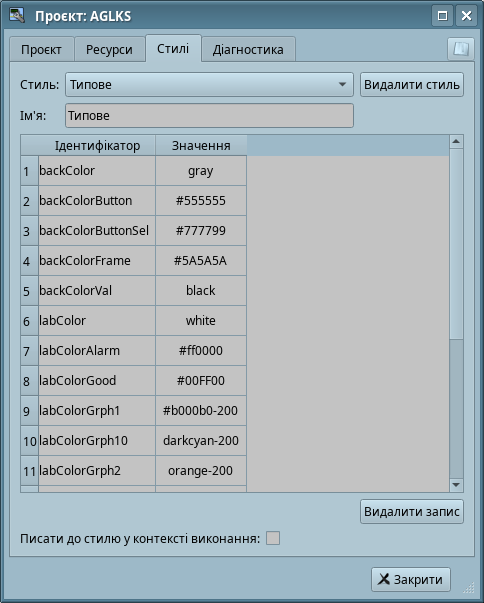 Проєкт: AGLKS
Проєкт Ресурси Стилі Діагностика
Стиль: Типове Видалити стиль
Ім'я: Типове
Ідентифікатор Значення
1 backColor gray
2 backColorButton #555555
3 backColorButtonSel #777799
4 backColorFrame #5A5A5A
5 backColorVal black
6 labColor white
7 labColorAlarm #ff0000
8 labColorGood #00FF00
9 labColorGrph1 #b000b0-200
10 labColorGrph10 darkcyan-200
11 labColorGrph2 orange-200
Видалити запис
Писати до стилю у контексті виконання:
Закрити